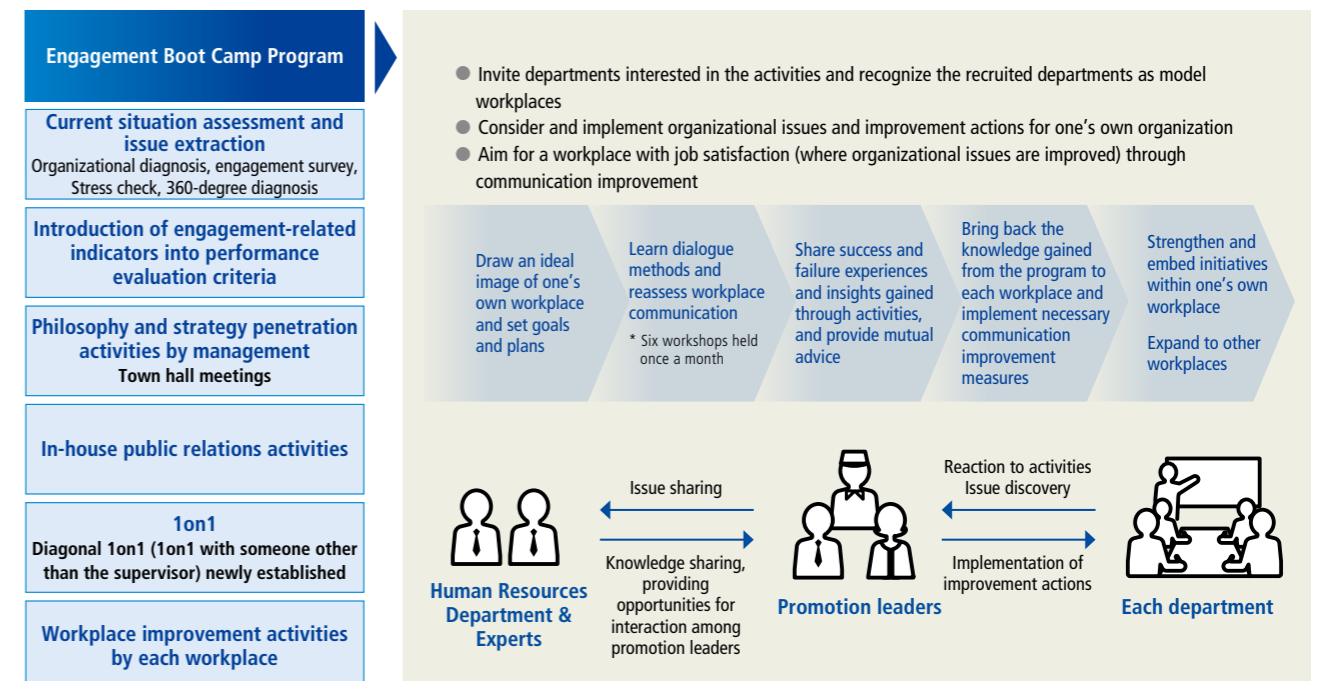 Engagement Boot Camp Program
Current situation assessment and
issue extraction
Organizational diagnosis, engagement survey,
Stress check, 360-degree diagnosis
Introduction of engagement-related
indicators into performance
evaluation criteria
Philosophy and strategy penetration
activities by management
Town hall meetings
In-house public relations activities
1on1
Diagonal 1on1 (1on1 with someone other
than the supervisor) newly established
Workplace improvement activities
by each workplace
● Invite departments interested in the activities and recognize the recruited departments as model
workplaces
● Consider and implement organizational issues and improvement actions for one’s own organization
● Aim for a workplace with job satisfaction (where organizational issues are improved) through
communication improvement
Draw an ideal
image of one’s
own workplace
and set goals
and plans
Learn dialogue
methods and
reassess workplace
communication
* Six workshops held
once a month
Share success and
failure experiences
and insights gained
through activities,
and provide mutual
advice
Bring back the
knowledge gained
from the program to
each workplace and
implement necessary
communication
improvement
measures
Strengthen and
embed initiatives
within one’s own
workplace
Expand to other
workplaces
Human Resources
Department &
Experts
Issue sharing
Knowledge sharing,
providing
opportunities for
interaction among
promotion leaders
Promotion leaders
Reaction to activities
Issue discovery
Implementation of
improvement actions
Each department